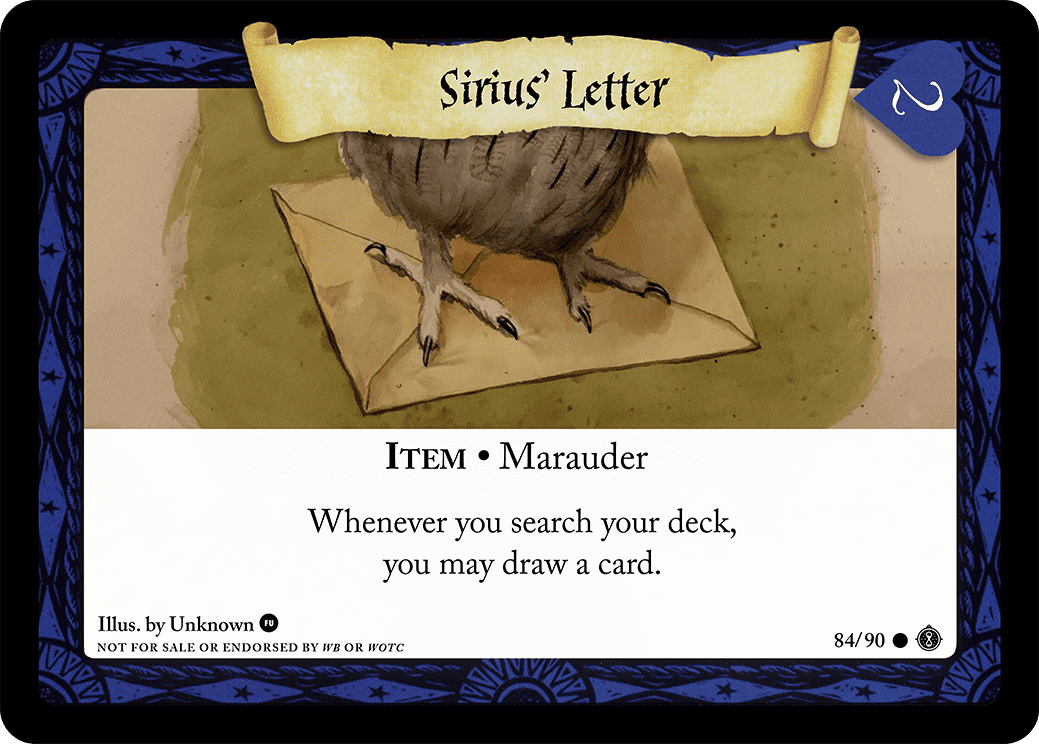 Sirius' Letter
2
ITEM • Marauder
Whenever you search your deck,
you may draw a card.
Illus. by Unknown FU
NOT FOR SALE OR ENDORSED BY WB OR WOTC
84/90